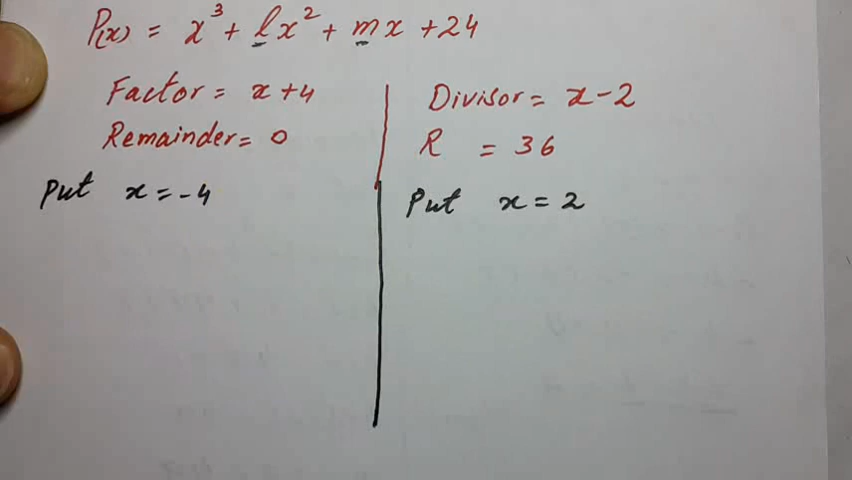 P(x) = x³ + lx² + mx + 24
Factor = x + 4
Remainder = 0
Put x = -4
Divisor = x - 2
R = 36
Put x = 2